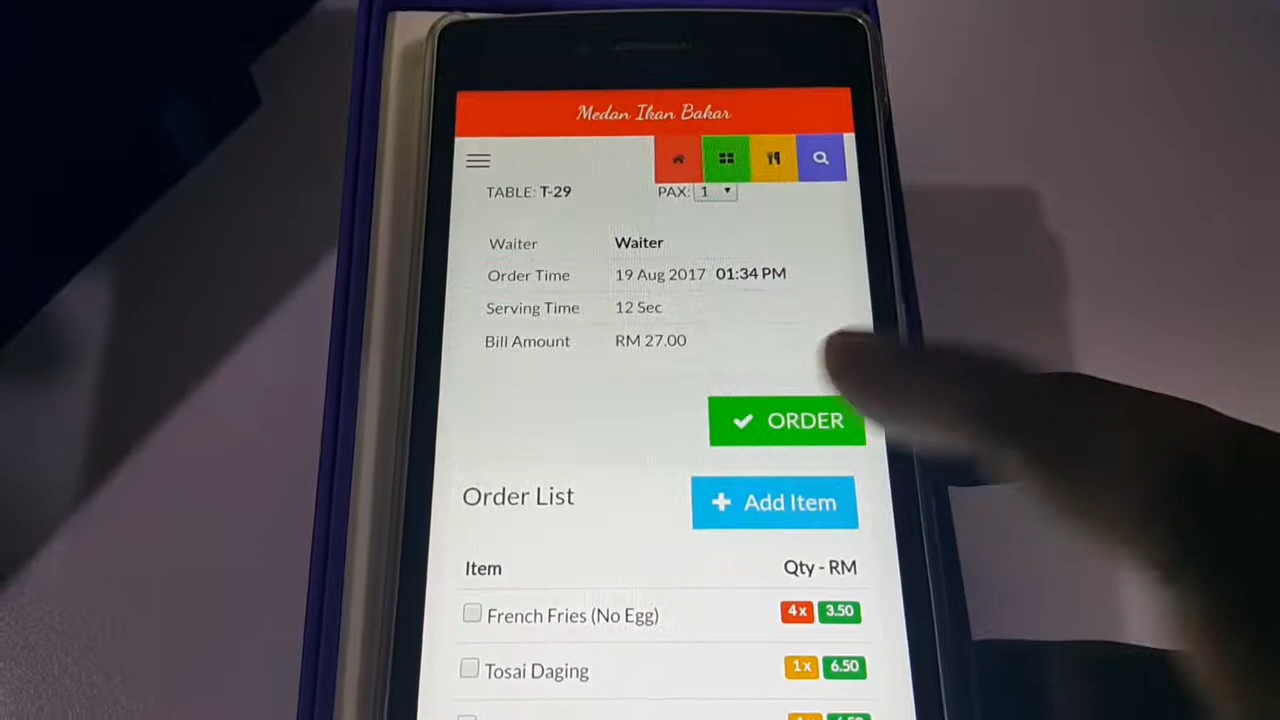 Medan Ikan Bakar
TABLE: T-29 PAX: 1
Waiter Waiter
Order Time 19 Aug 2017 01:34 PM
Serving Time 12 Sec
Bill Amount RM 27.00
ORDER
Order List
Add Item
Item Qty - RM
French Fries (No Egg) 4 x 3.50
Tosai Daging 1 x 6.50